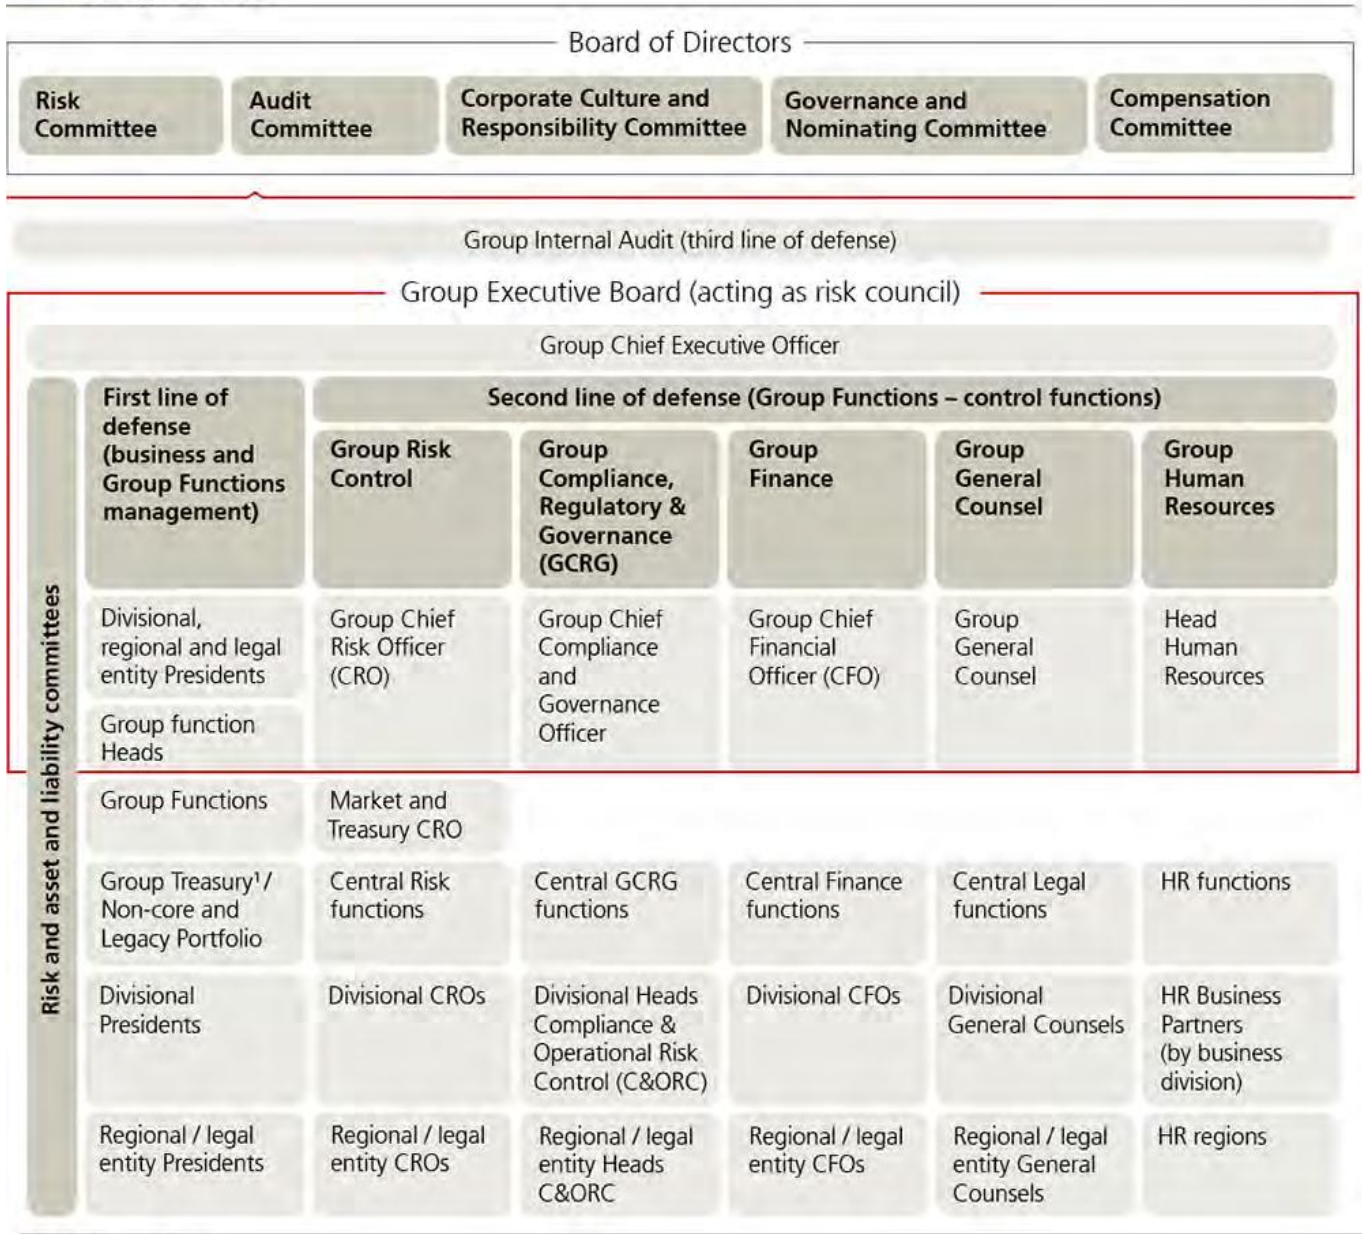 Board of Directors
Risk
Committee
Audit
Committee
Corporate Culture and
Responsibility Committee
Governance and
Nominating Committee
Compensation
Committee
Group Internal Audit (third line of defense)
Group Executive Board (acting as risk council)
Group Chief Executive Officer
Risk and asset and liability committees
First line of
defense
(business and
Group Functions
management)
Second line of defense (Group Functions – control functions)
Group Risk
Control
Group
Compliance,
Regulatory &
Governance
(GCRG)
Group
Finance
Group
General
Counsel
Group
Human
Resources
Divisional,
regional and legal
entity Presidents
Group function
Heads
Group Chief
Risk Officer
(CRO)
Group Chief
Compliance
and
Governance
Officer
Group Chief
Financial
Officer (CFO)
Group
General
Counsel
Head
Human
Resources
Group Functions
Market and
Treasury CRO
Group Treasury¹/
Non-core and
Legacy Portfolio
Central Risk
functions
Central GCRG
functions
Central Finance
functions
Central Legal
functions
HR functions
Divisional
Presidents
Divisional CROs
Divisional Heads
Compliance &
Operational Risk
Control (C&ORC)
Divisional CFOs
Divisional
General Counsels
HR Business
Partners
(by business
division)
Regional / legal
entity Presidents
Regional / legal
entity CROs
Regional / legal
entity Heads
C&ORC
Regional / legal
entity CFOs
Regional / legal
entity General
Counsels
HR regions